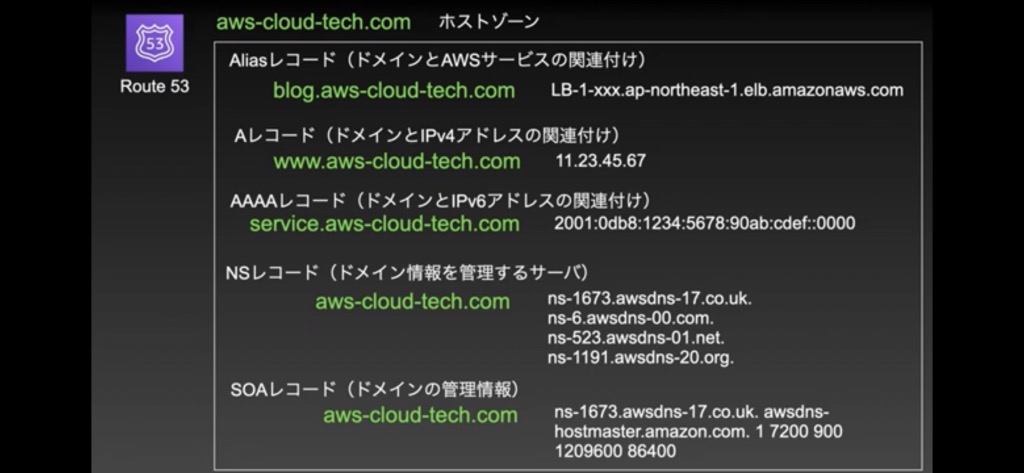 aws-cloud-tech.com ホストゾーン
53
Route 53
Aliasレコード（ドメインとAWSサービスの関連付け）
blog.aws-cloud-tech.com LB-1-xxx.ap-northeast-1.elb.amazonaws.com
Aレコード（ドメインとIPv4アドレスの関連付け）
www.aws-cloud-tech.com 11.23.45.67
AAAAレコード（ドメインとIPv6アドレスの関連付け）
service.aws-cloud-tech.com 2001:0db8:1234:5678:90ab:cdef::0000
NSレコード（ドメイン情報を管理するサーバ）
aws-cloud-tech.com ns-1673.awsdns-17.co.uk.
ns-6.awsdns-00.com.
ns-523.awsdns-01.net.
ns-1191.awsdns-20.org.
SOAレコード（ドメインの管理情報）
aws-cloud-tech.com ns-1673.awsdns-17.co.uk. awsdns-
hostmaster.amazon.com. 1 7200 900
1209600 86400